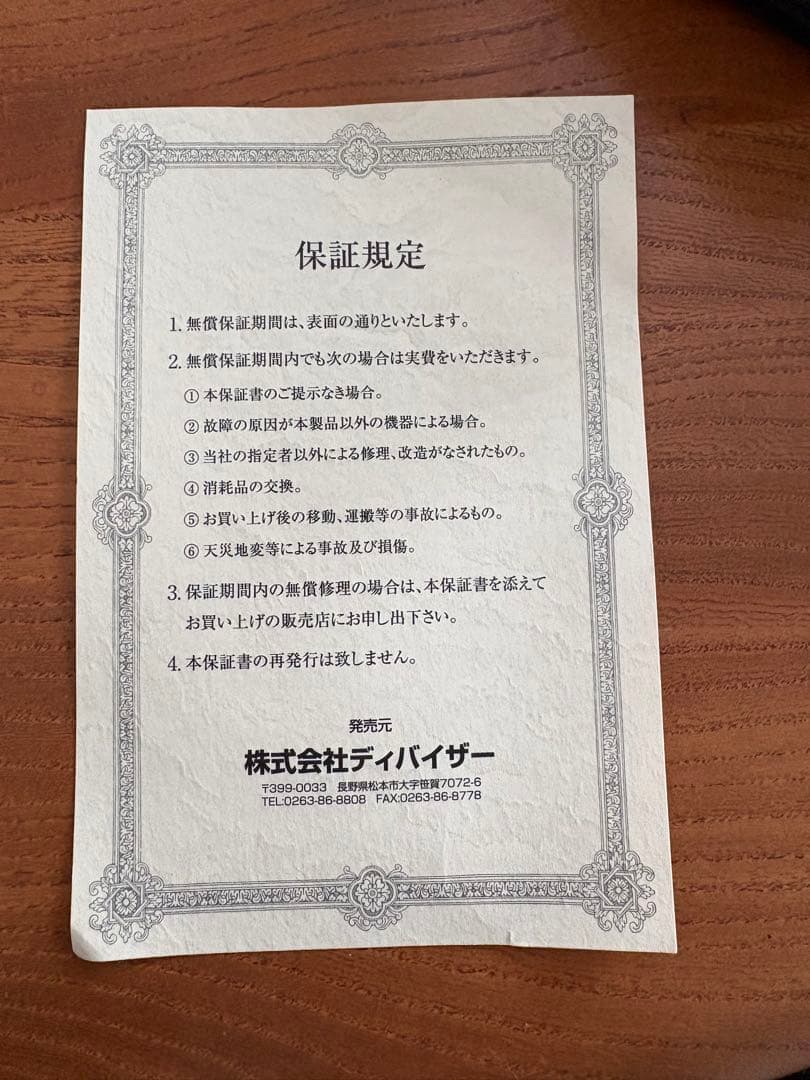 保証規定
1. 無償保証期間は、表面の通りといたします。
2. 無償保証期間内でも次の場合は実費をいただきます。
① 本保証書のご提示なき場合。
② 故障の原因が本製品以外の機器による場合。
③ 当社の指定者以外による修理、改造がなされたもの。
④ 消耗品の交換。
⑤ お買い上げ後の移動、運搬等の事故によるもの。
⑥ 天災地変等による事故及び損傷。
3. 保証期間内の無償修理の場合は、本保証書を添えて
お買い上げの販売店にお申し出下さい。
4. 本保証書の再発行は致しません。
発売元
株式会社ディバイザー
〒399-0033 長野県松本市大字笹賀7072-6
TEL:0263-86-8808 FAX:0263-86-8778